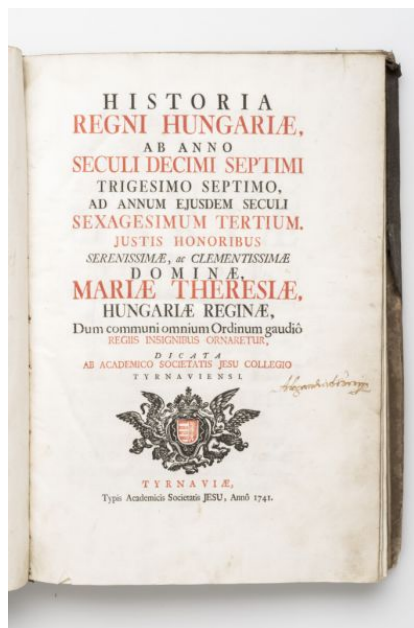 HISTORIA
REGNI HUNGARIÆ,
AB ANNO
SECULI DECIMI SEPTIMI
TRIGESIMO SEPTIMO,
AD ANNUM EJUSDEM SECULI
SEXAGESIMUM TERTIUM.
JUSTIS HONORIBUS
SERENISSIMÆ, ac CLEMENTISSIMÆ
DOMINÆ,
MARIÆ THERESIÆ,
HUNGARIÆ REGINÆ,
Dum communi omnium Ordinum gaudiô
REGIIS INSIGNIBUS ORNARETUR,
DICATA
AB ACADEMICO SOCIETATIS JESU COLLEGIO
TYRNAVIENSI.
TYRNAVIÆ,
Typis Academicis Societatis JESU, Annô 1741.